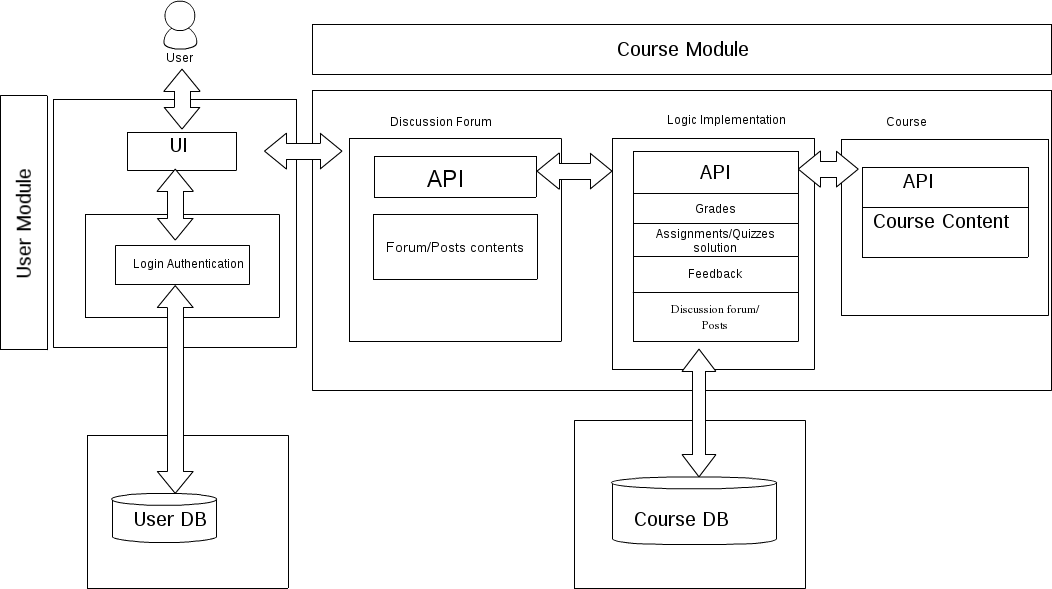 User
Course Module
User Module
UI
Login Authentication
User DB
Discussion Forum
API
Forum/Posts contents
Logic Implementation
API
Grades
Assignments/Quizzes
solution
Feedback
Discussion forum/
Posts
Course
API
Course Content
Course DB